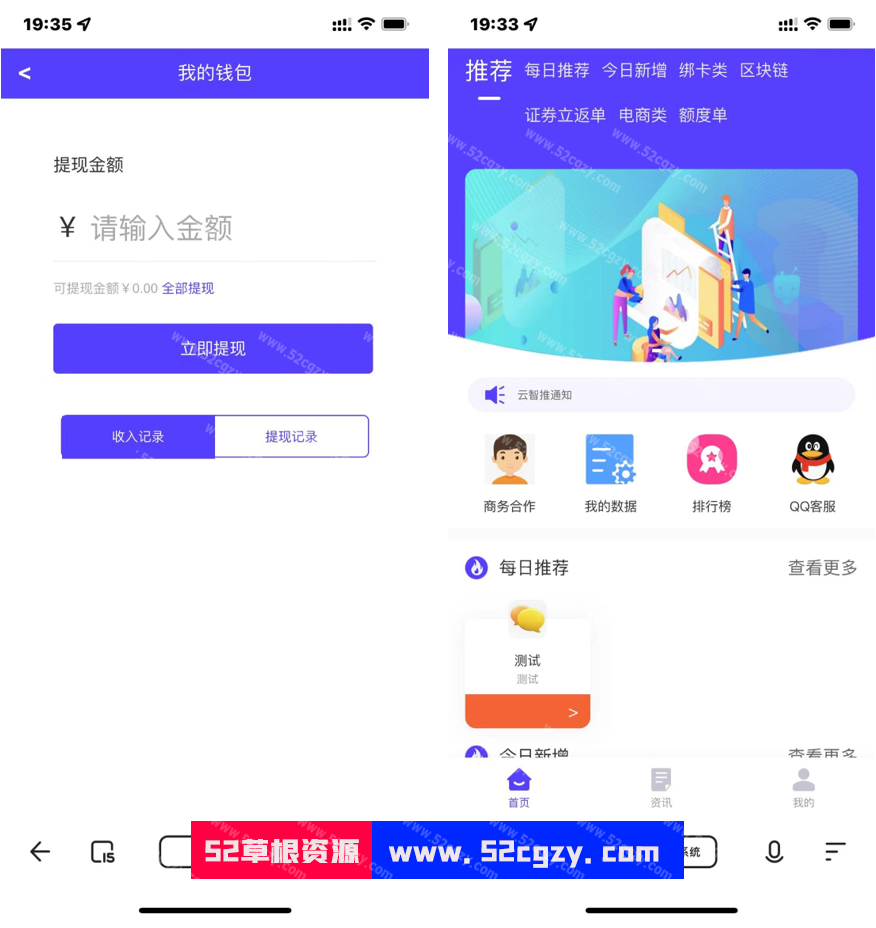 19:35
<
我的钱包
提现金额
¥ 请输入金额
可提现金额¥0.00 全部提现
立即提现
收入记录 提现记录
15
19:33
推荐 每日推荐 今日新增 绑卡类 区块链
证券立返单 电商类 额度单
云智推通知
商务合作 我的数据 排行榜 QQ客服
每日推荐 查看更多
测试
测试
>
今日新增 查看更多
首页 资讯 我的
系统
52草根资源 www.52cgzy.com
www.52cgzy.com